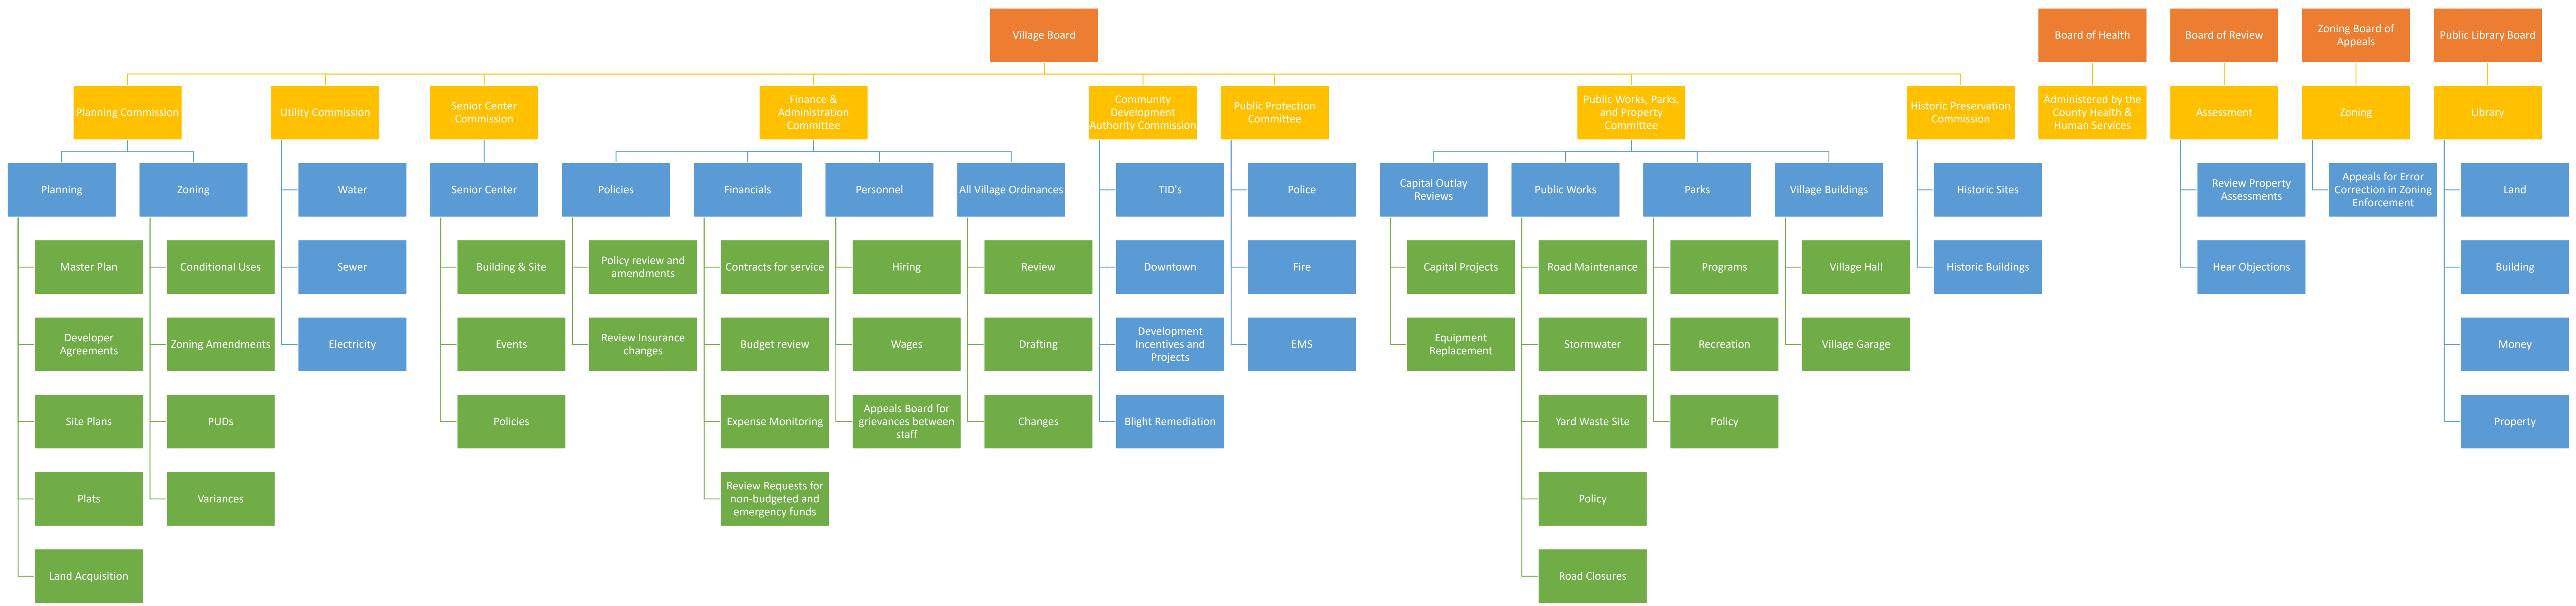 Village Board
Board of Health
Board of Review
Zoning Board of
Appeals
Public Library Board
Planning Commission
Utility Commission
Senior Center
Commission
Finance &
Administration
Committee
Community
Development
Authority Commission
Public Protection
Committee
Public Works, Parks,
and Property
Committee
Historic Preservation
Commission
Administered by the
County Health &
Human Services
Assessment
Zoning
Library
Planning
Zoning
Water
Senior Center
Policies
Financials
Personnel
All Village Ordinances
TID's
Police
Capital Outlay
Reviews
Public Works
Parks
Village Buildings
Historic Sites
Review Property
Assessments
Appeals for Error
Correction in Zoning
Enforcement
Land
Master Plan
Conditional Uses
Sewer
Building & Site
Policy review and
amendments
Contracts for service
Hiring
Review
Downtown
Fire
Capital Projects
Road Maintenance
Programs
Village Hall
Historic Buildings
Hear Objections
Building
Developer
Agreements
Zoning Amendments
Electricity
Events
Review Insurance
changes
Budget review
Wages
Drafting
Development
Incentives and
Projects
EMS
Equipment
Replacement
Stormwater
Recreation
Village Garage
Money
Site Plans
PUDs
Policies
Expense Monitoring
Appeals Board for
grievances between
staff
Changes
Blight Remediation
Yard Waste Site
Policy
Property
Plats
Variances
Review Requests for
non-budgeted and
emergency funds
Policy
Land Acquisition
Road Closures